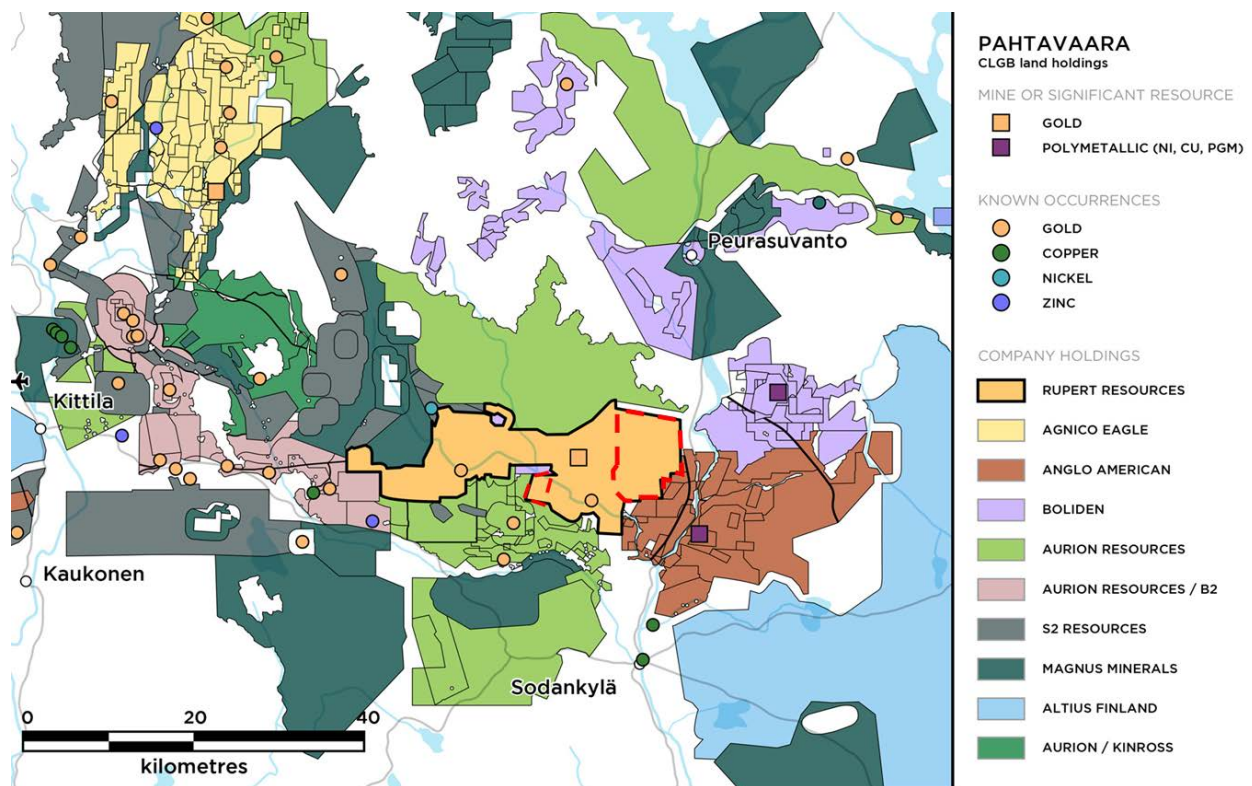 PAHTAVAARA
CLGB land holdings
MINE OR SIGNIFICANT RESOURCE
GOLD
POLYMETALLIC (NI, CU, PGM)
KNOWN OCCURRENCES
GOLD
COPPER
NICKEL
ZINC
COMPANY HOLDINGS
RUPERT RESOURCES
AGNICO EAGLE
ANGLO AMERICAN
BOLIDEN
AURION RESOURCES
AURION RESOURCES / B2
S2 RESOURCES
MAGNUS MINERALS
ALTIUS FINLAND
AURION / KINROSS
Peurasuvanto
Kittila
Kaukonen
Sodankylä
0 20 40
kilometres